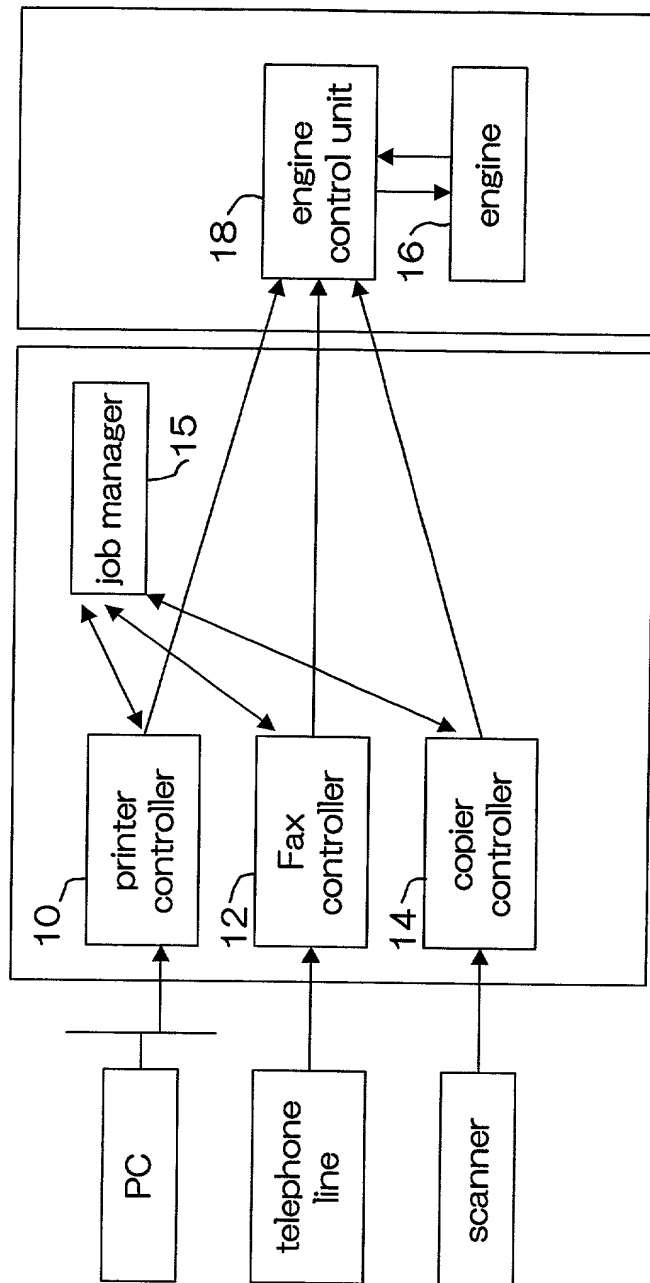 PC
telephone
line
scanner
10
printer
controller
12
Fax
controller
14
copier
controller
job manager
15
18
engine
control unit
16
engine